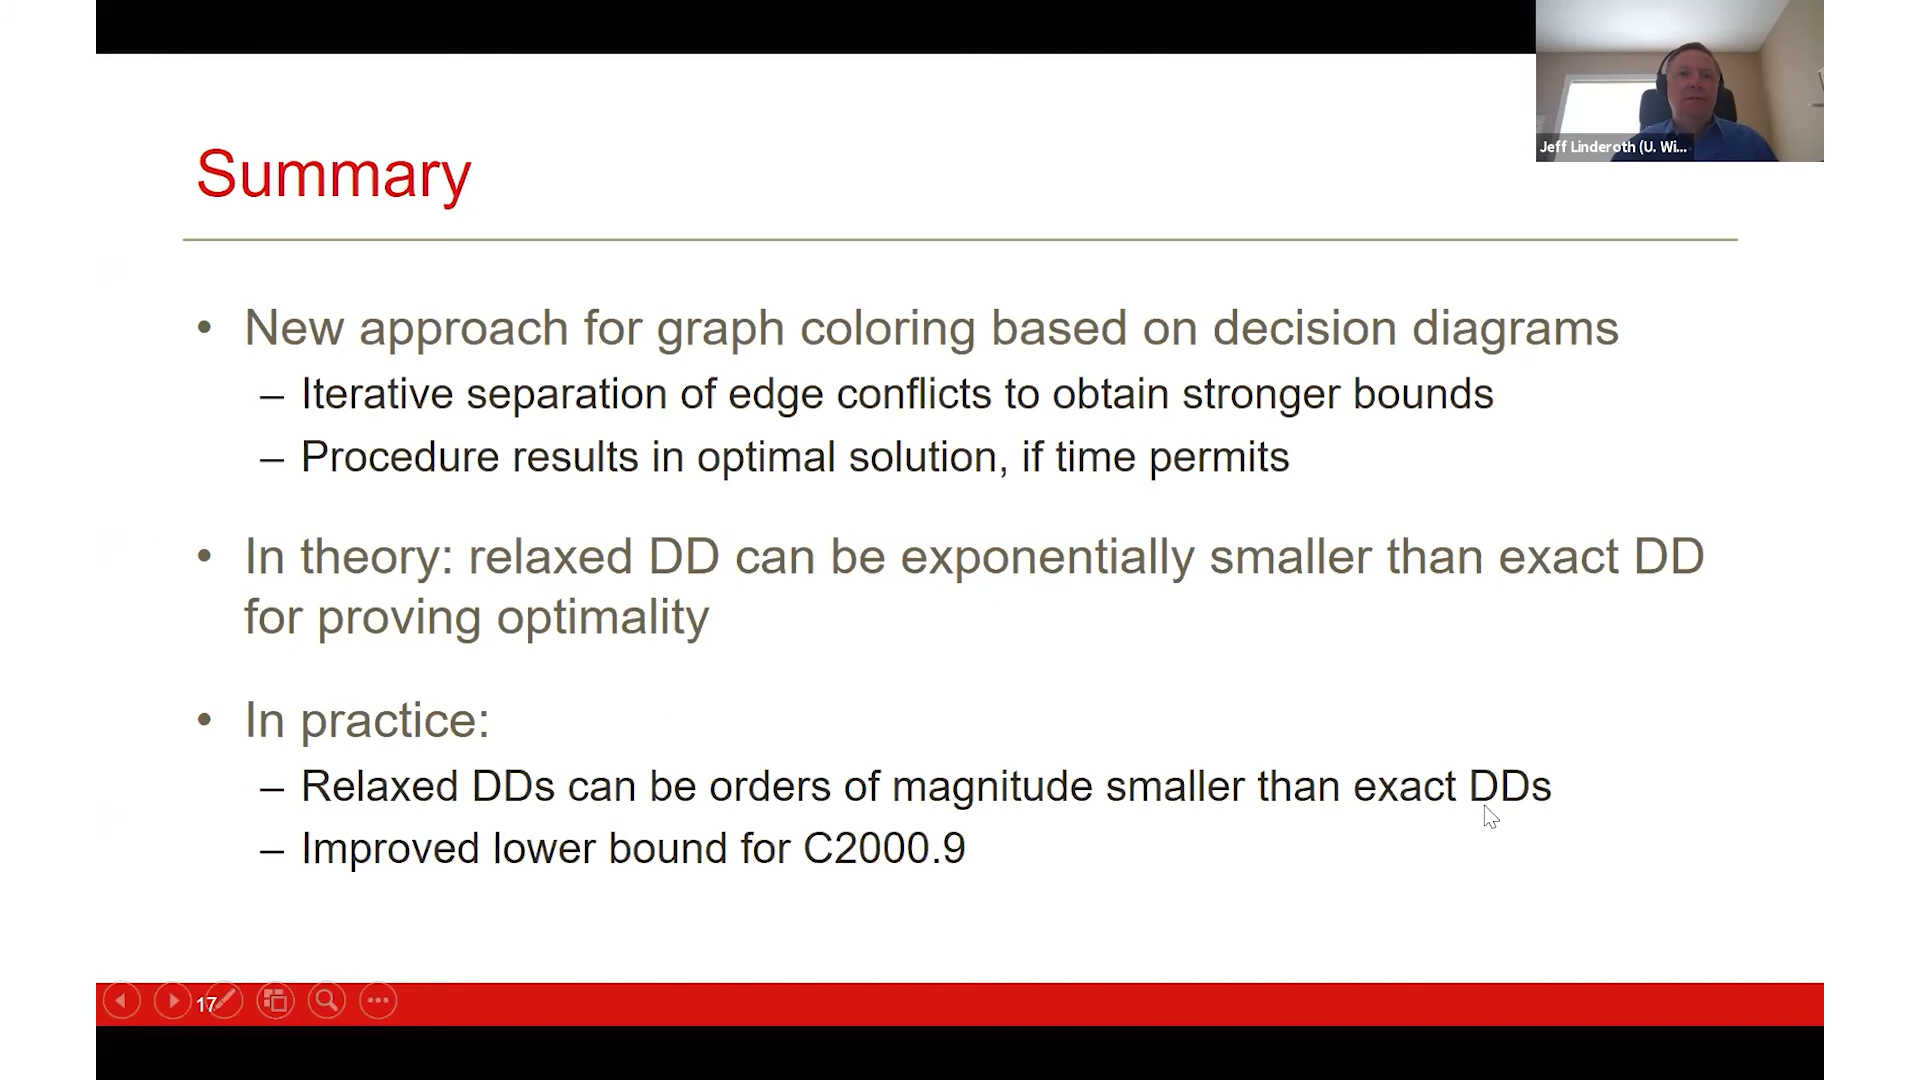 Jeff Linderoth (U. Wi...
Summary
• New approach for graph coloring based on decision diagrams
– Iterative separation of edge conflicts to obtain stronger bounds
– Procedure results in optimal solution, if time permits
• In theory: relaxed DD can be exponentially smaller than exact DD
for proving optimality
• In practice:
– Relaxed DDs can be orders of magnitude smaller than exact DDs
– Improved lower bound for C2000.9
17